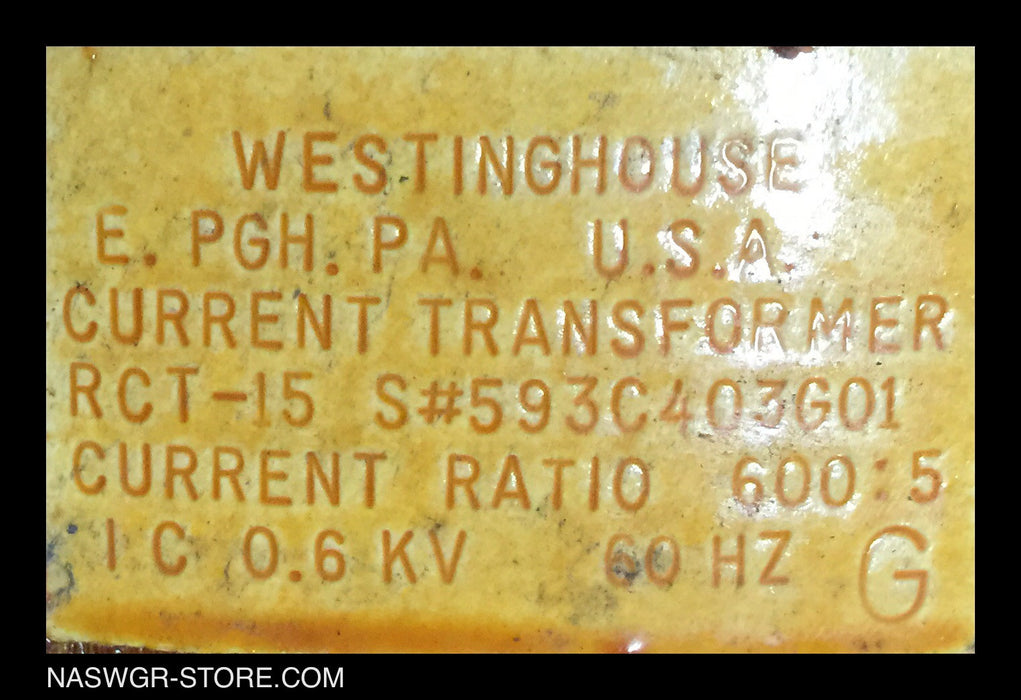 WESTINGHOUSE
E. PGH. PA. U.S.A.
CURRENT TRANSFORMER
RCT-15 S#593C403G01
CURRENT RATIO 600:5
IC 0.6 KV 60 HZ G
NASWGR-STORE.COM